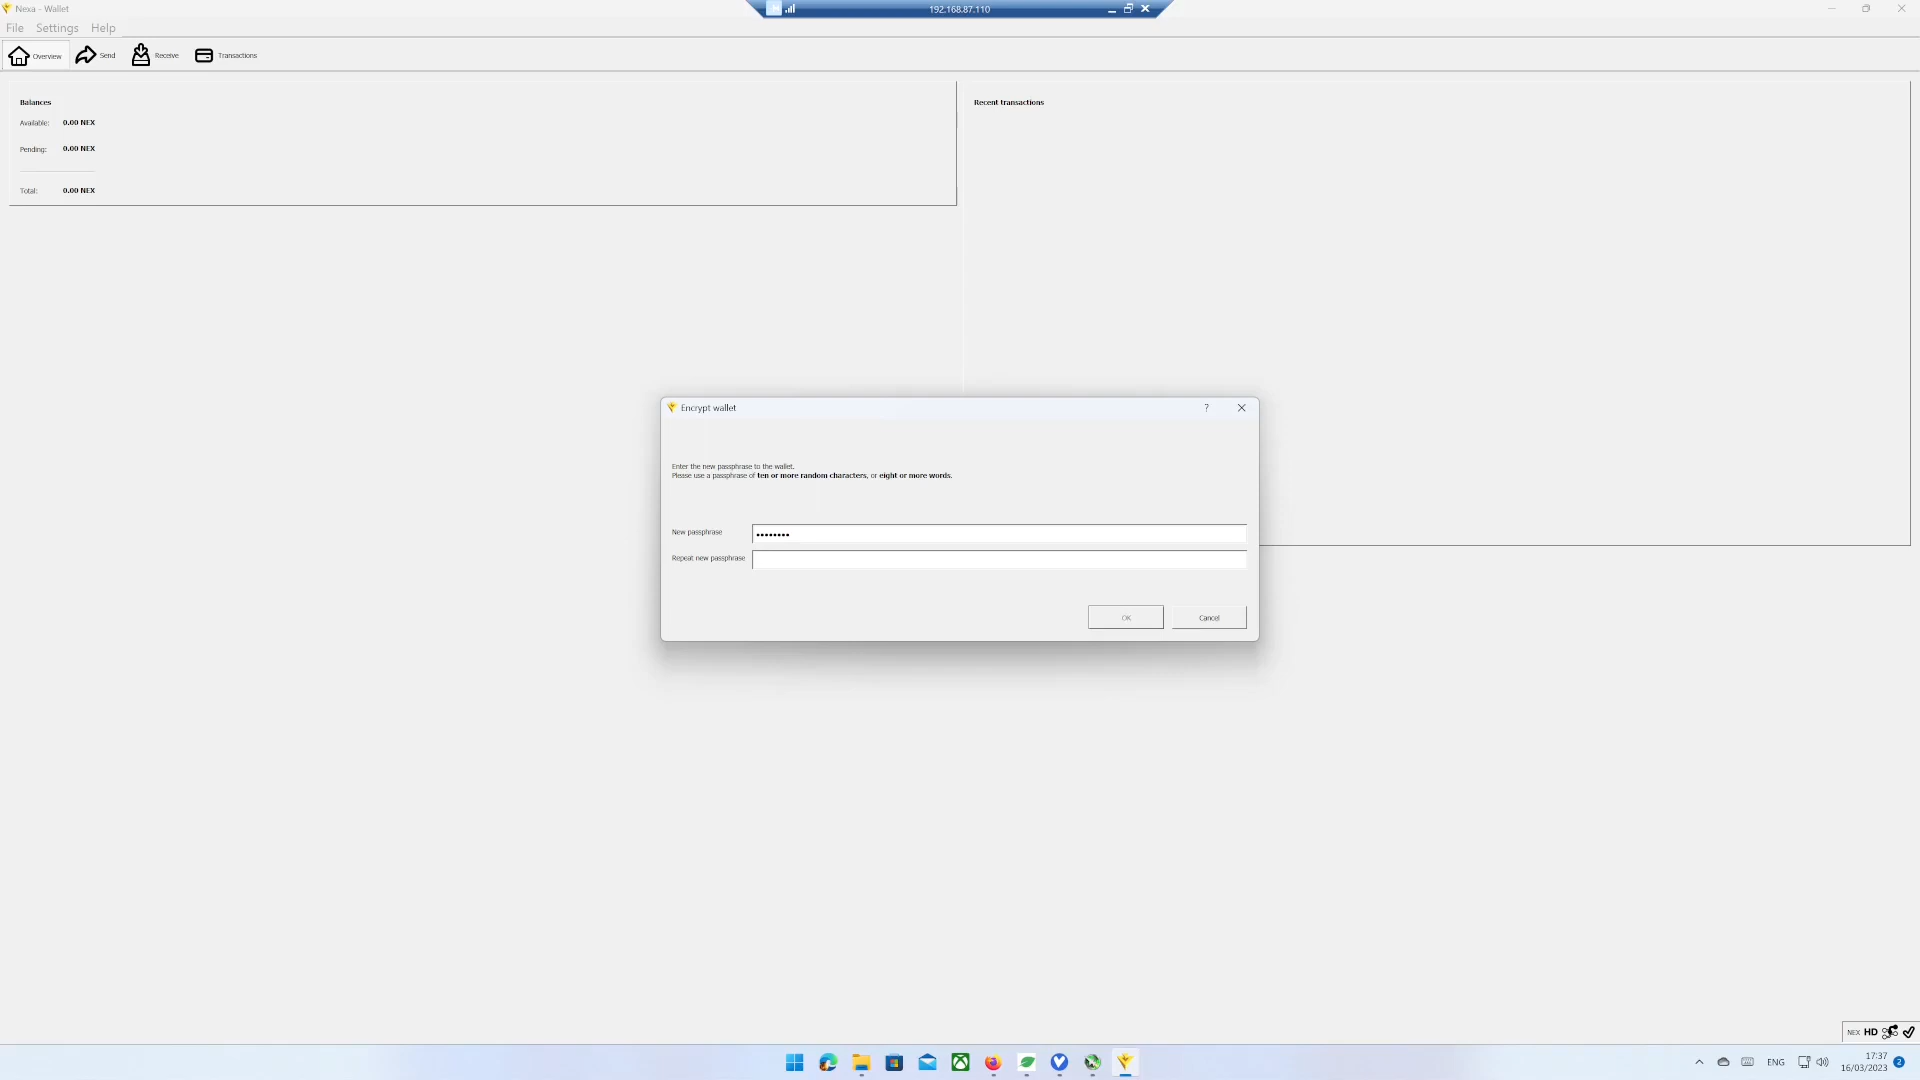 Nexa - Wallet
192.168.87.110
File Settings Help
Overview Send Receive Transactions
Balances
Available: 0.00 NEX
Pending: 0.00 NEX
Total: 0.00 NEX
Recent transactions
Encrypt wallet
?
Enter the new passphrase to the wallet.
Please use a passphrase of ten or more random characters, or eight or more words.
New passphrase ••••••••
Repeat new passphrase
OK Cancel
NEX HD
ENG
17:37
16/03/2023
2